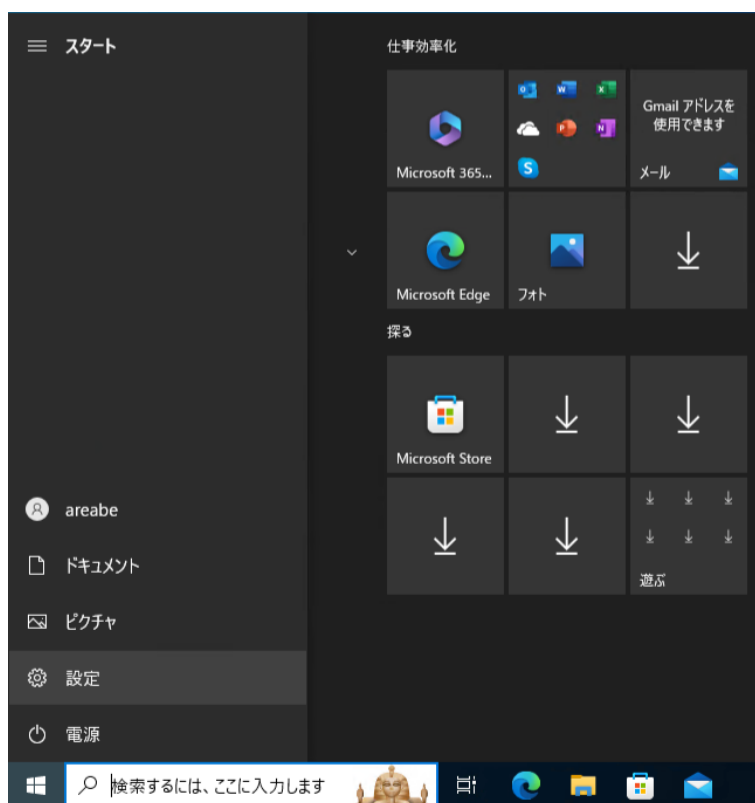 スタート
areabe
ドキュメント
ピクチャ
設定
電源
検索するには、ここに入力します
仕事効率化
Microsoft 365...
Gmail アドレスを
使用できます
メール
Microsoft Edge
フォト
探る
Microsoft Store
遊ぶ